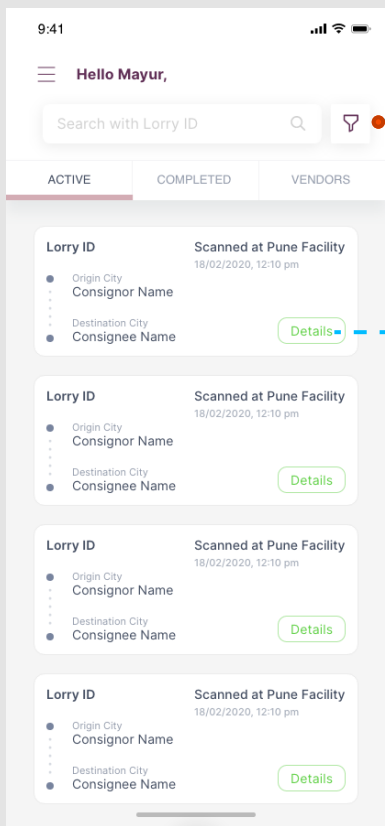 9:41
Hello Mayur,
Search with Lorry ID
ACTIVE COMPLETED VENDORS
Lorry ID Scanned at Pune Facility
18/02/2020, 12:10 pm
Origin City
Consignor Name
Destination City
Consignee Name Details
Lorry ID Scanned at Pune Facility
18/02/2020, 12:10 pm
Origin City
Consignor Name
Destination City
Consignee Name Details
Lorry ID Scanned at Pune Facility
18/02/2020, 12:10 pm
Origin City
Consignor Name
Destination City
Consignee Name Details
Lorry ID Scanned at Pune Facility
18/02/2020, 12:10 pm
Origin City
Consignor Name
Destination City
Consignee Name Details